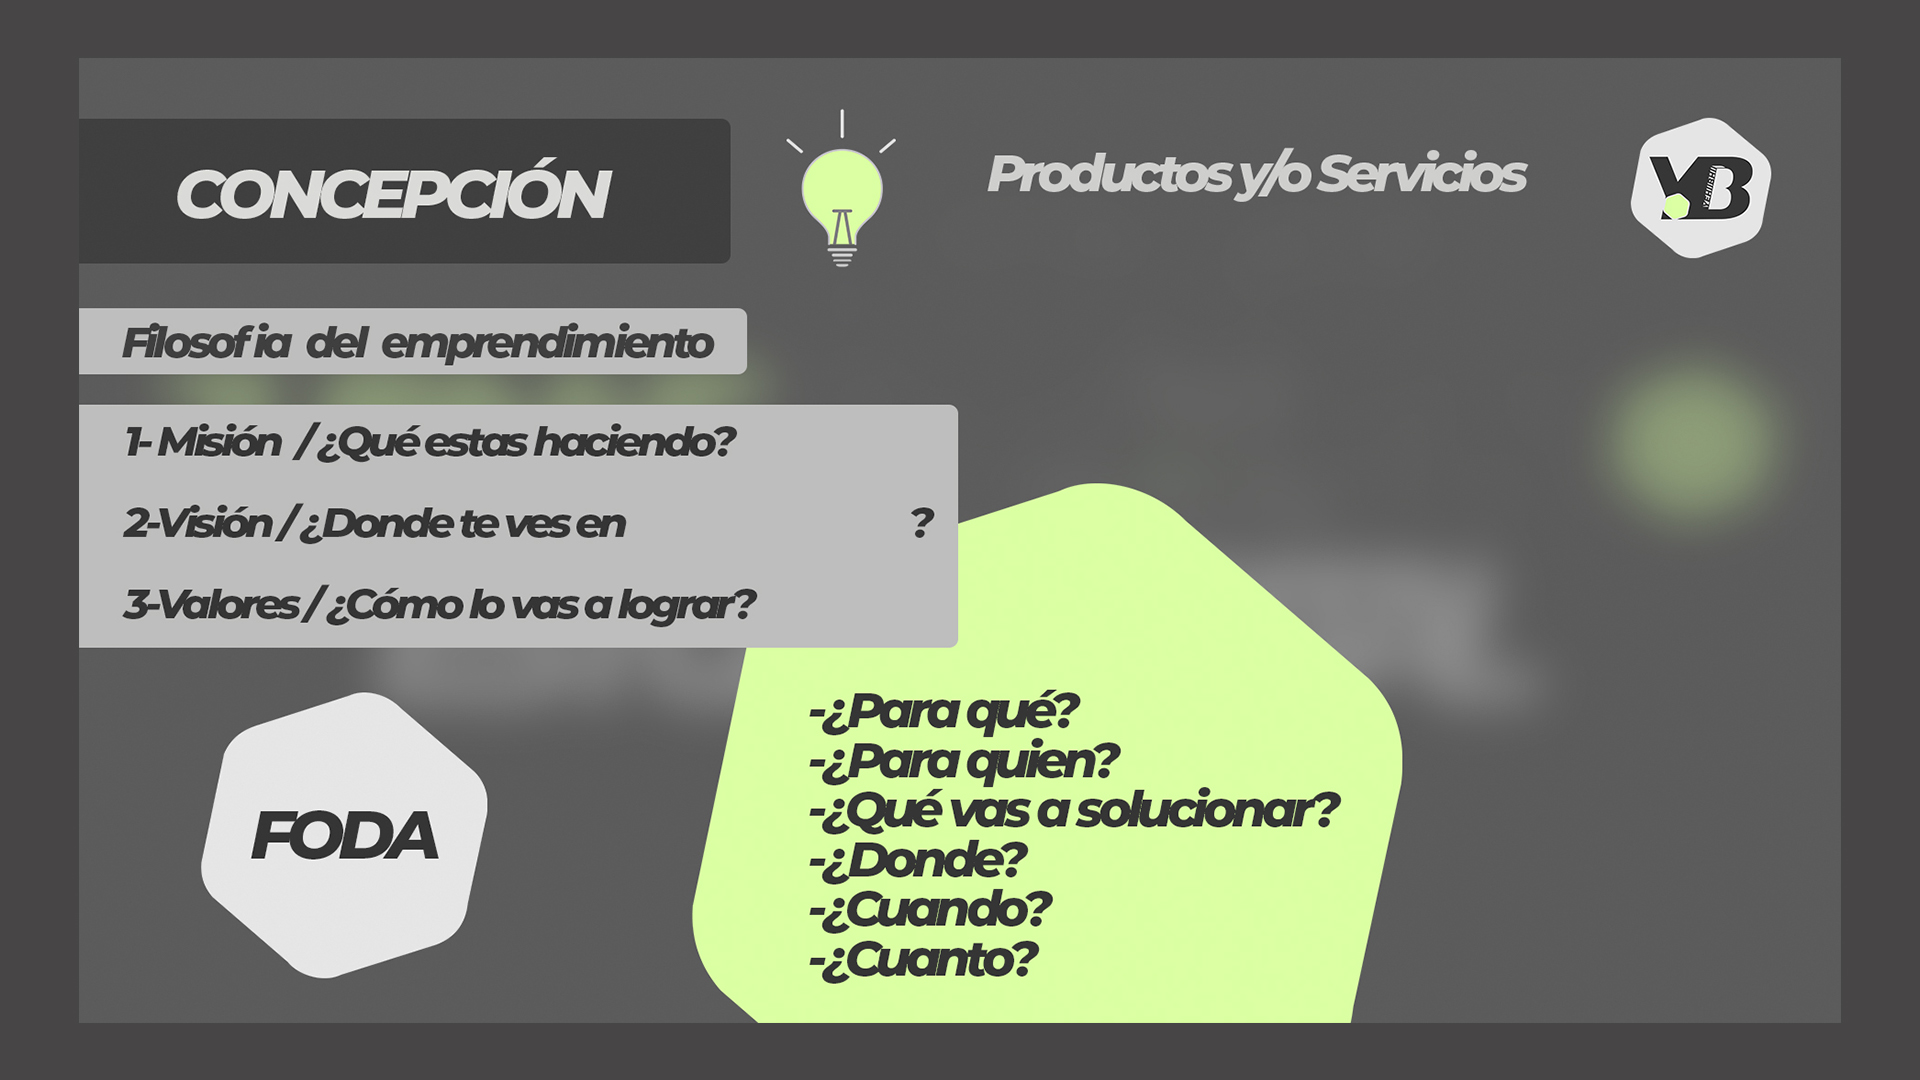 CONCEPCIÓN
Productos y/o Servicios
YB
Filosofia del emprendimiento
1- Misión / ¿Qué estas haciendo?
2-Visión / ¿Donde te ves en ?
3-Valores / ¿Cómo lo vas a lograr?
FODA
-¿Para qué?
-¿Para quien?
-¿Qué vas a solucionar?
-¿Donde?
-¿Cuando?
-¿Cuanto?